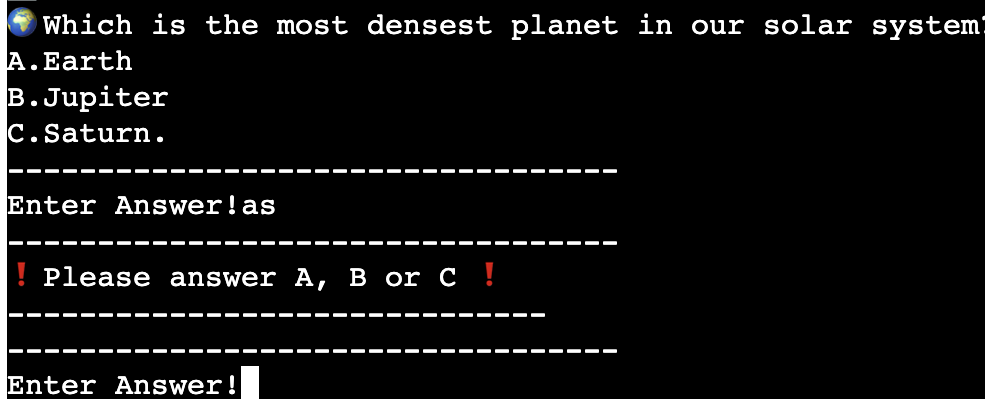 🌍Which is the most densest planet in our solar system?
A.Earth
B.Jupiter
C.Saturn.
----------------------------------
Enter Answer!as
----------------------------------
❗Please answer A, B or C ❗
------------------------------
----------------------------------
Enter Answer!